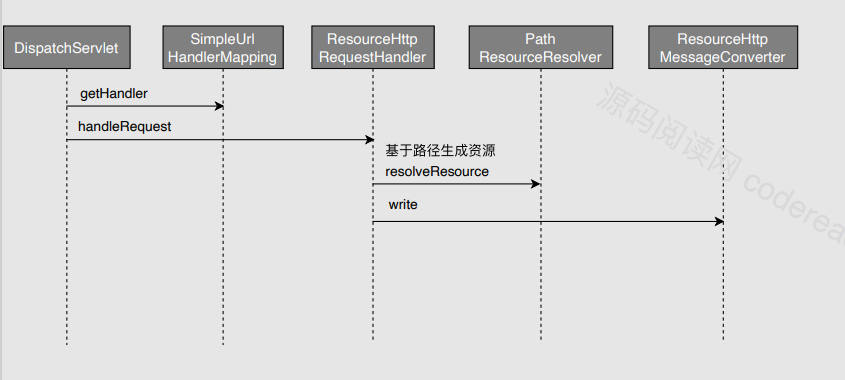 DispatchServlet
SimpleUrl
HandlerMapping
ResourceHttp
RequestHandler
Path
ResourceResolver
ResourceHttp
MessageConverter
getHandler
handleRequest
基于路径生成资源
resolveResource
write
源码阅读网 coderead